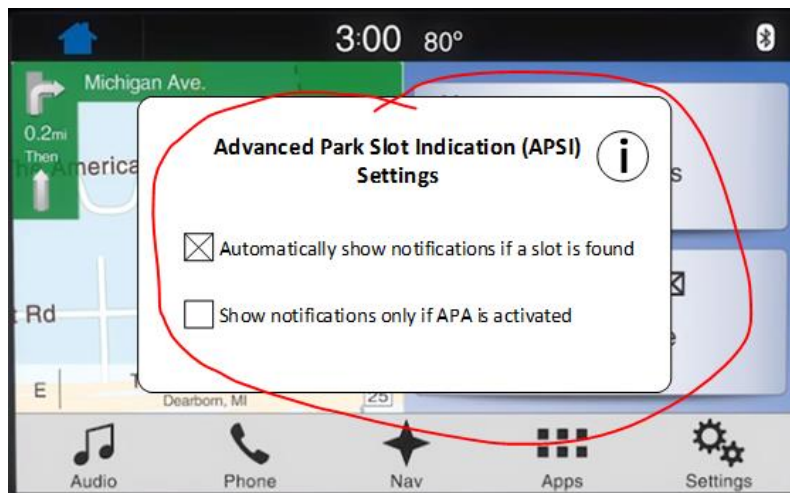 3:00 80°
Michigan Ave.
0.2mi
Then
America
Advanced Park Slot Indication (APSI)
Settings
i
s
Automatically show notifications if a slot is found
Show notifications only if APA is activated
Rd
E
Dearborn, MI
25
Audio Phone Nav Apps Settings